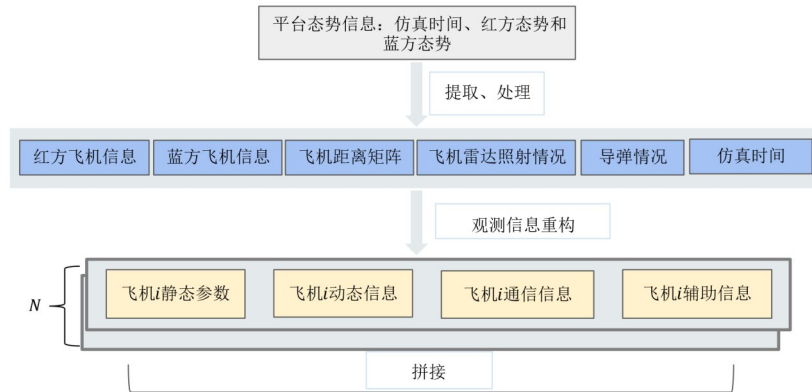 平台态势信息：仿真时间、红方态势和
蓝方态势
提取、处理
红方飞机信息
蓝方飞机信息
飞机距离矩阵
飞机雷达照射情况
导弹情况
仿真时间
观测信息重构
N
飞机i静态参数
飞机i动态信息
飞机i通信信息
飞机i辅助信息
拼接